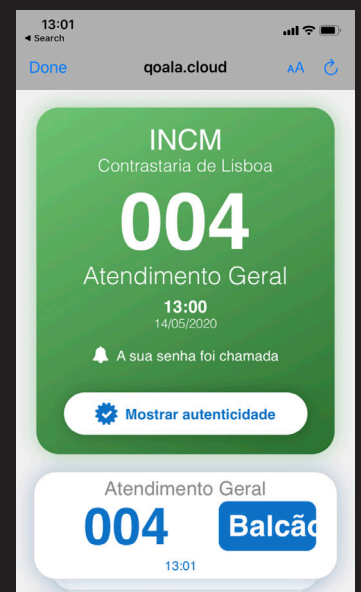 13:01
◀ Search
Done qoala.cloud AA
INCM
Contrastaria de Lisboa
004
Atendimento Geral
13:00
14/05/2020
A sua senha foi chamada
Mostrar autenticidade
Atendimento Geral
004 Balcão
13:01